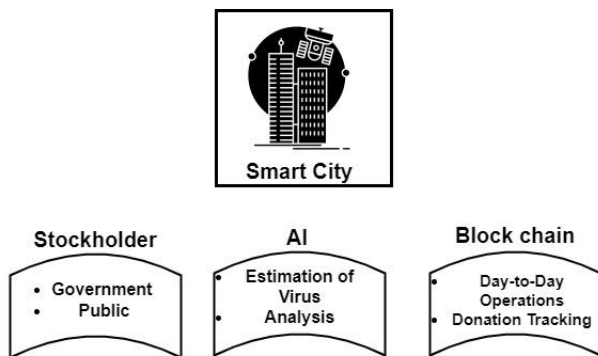 Smart City
Stockholder
• Government
• Public
AI
• Estimation of
Virus
• Analysis
Block chain
• Day-to-Day
Operations
• Donation Tracking